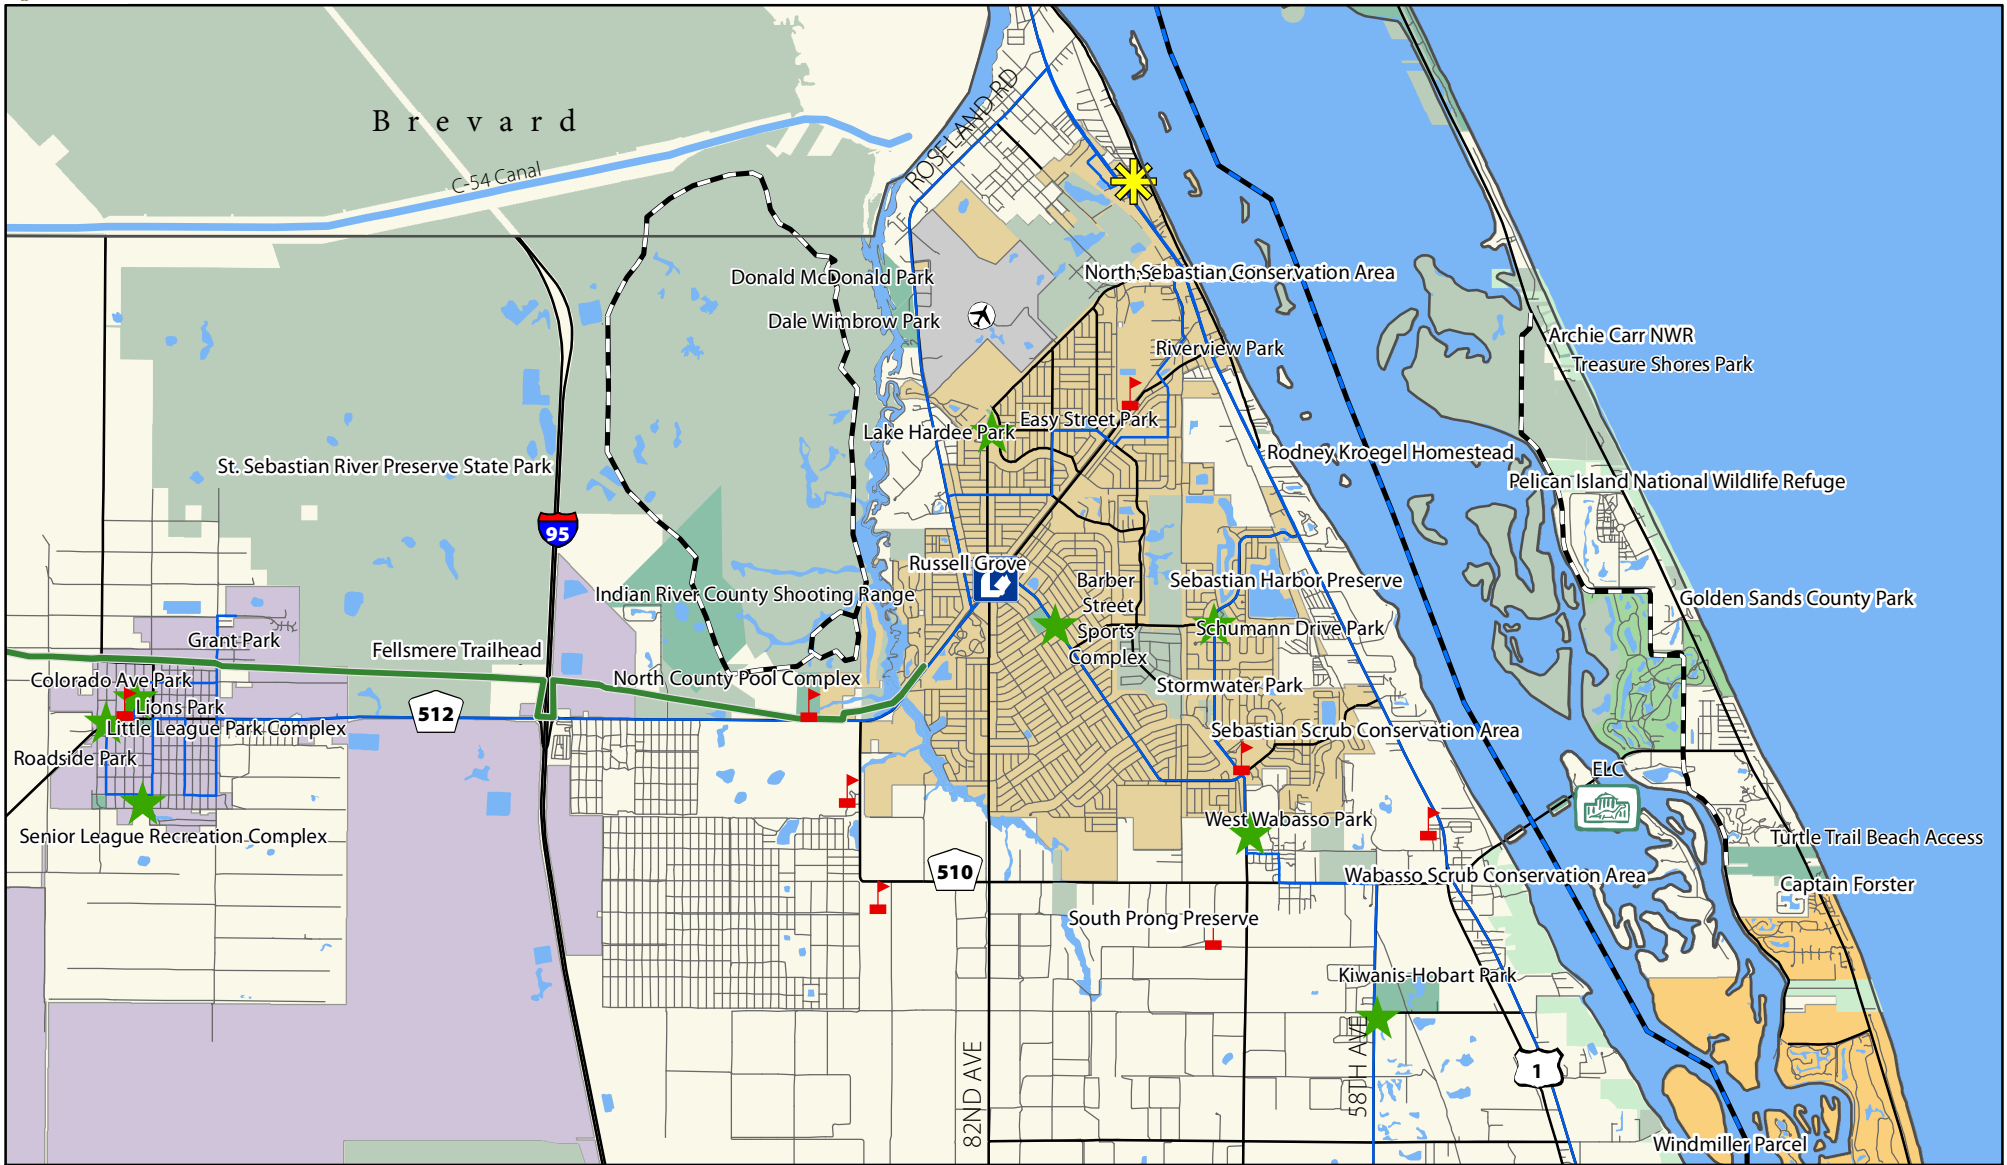 Brevard
C-54 Canal
ROSELAND RD
Donald McDonald Park
North Sebastian Conservation Area
Dale Wimbrow Park
Archie Carr NWR
Riverview Park
Treasure Shores Park
Easy Street Park
Lake Hardee Park
Rodney Kroegel Homestead
St. Sebastian River Preserve State Park
Pelican Island National Wildlife Refuge
95
Russell Grove
Barber
Street
Sports
Complex
Sebastian Harbor Preserve
Indian River County Shooting Range
Golden Sands County Park
Schumann Drive Park
Grant Park
Fellsmere Trailhead
North County Pool Complex
Colorado Ave Park
Stormwater Park
Lions Park
512
Little League Park Complex
Sebastian Scrub Conservation Area
Roadside Park
ELC
West Wabasso Park
Senior League Recreation Complex
Turtle Trail Beach Access
510
Wabasso Scrub Conservation Area
Captain Forster
South Prong Preserve
Kiwanis-Hobart Park
82ND AVE
58TH AVE
1
Windmiller Parcel